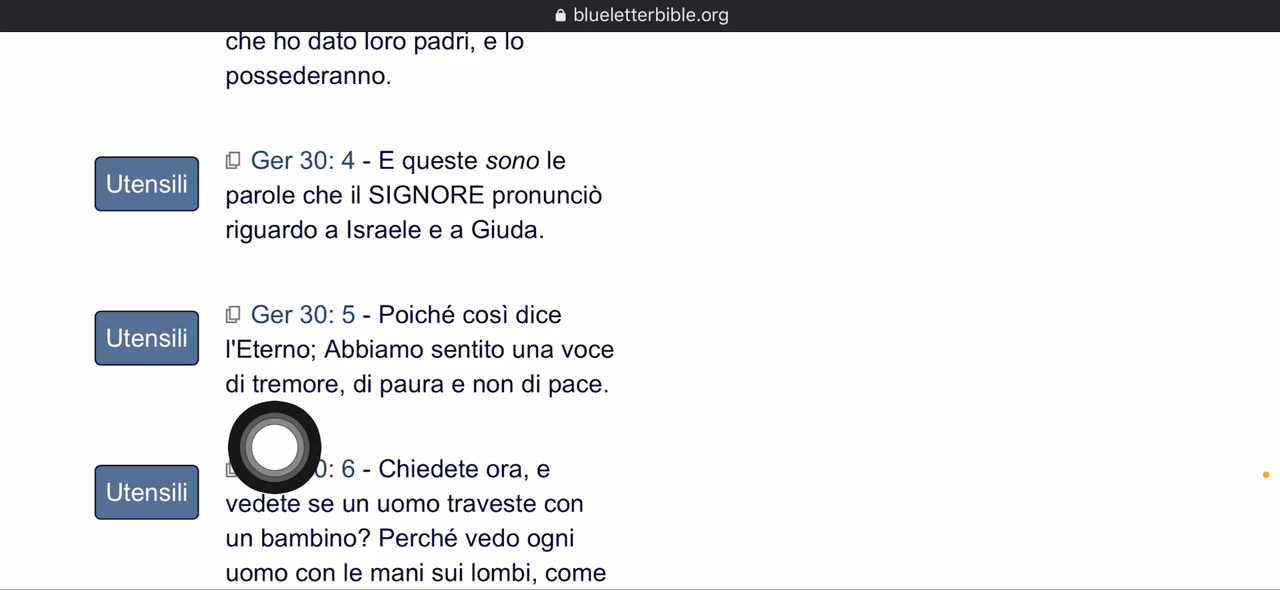 blueletterbible.org
che ho dato loro padri, e lo
possederanno.
Utensili
Ger 30: 4 - E queste sono le
parole che il SIGNORE pronunciò
riguardo a Israele e a Giuda.
Utensili
Ger 30: 5 - Poiché così dice
l'Eterno; Abbiamo sentito una voce
di tremore, di paura e non di pace.
Utensili
0: 6 - Chiedete ora, e
vedete se un uomo traveste con
un bambino? Perché vedo ogni
uomo con le mani sui lombi, come